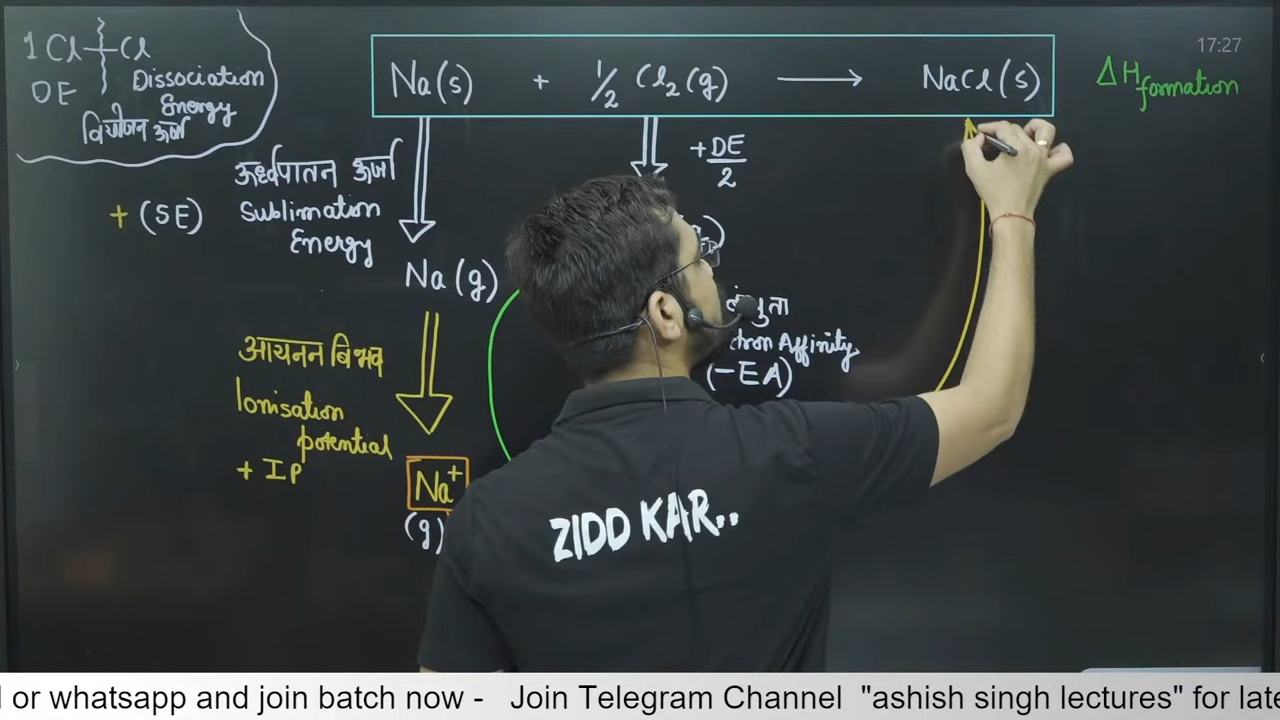 1 Cl Cl
DE Dissociation
Energy
वियोजन ऊर्जा
17:27
Na(s) + 1/2 Cl2(g) → NaCl(s)
ΔH formation
+ DE/2
ऊर्ध्वपातन ऊर्जा
+ (SE) Sublimation
Energy
Na(g)
आयनन विभव
Ionisation
potential
+ IP
Affinity
(-EA)
Na+
(g)
ZIDD KAR..
or whatsapp and join batch now - Join Telegram Channel "ashish singh lectures" for